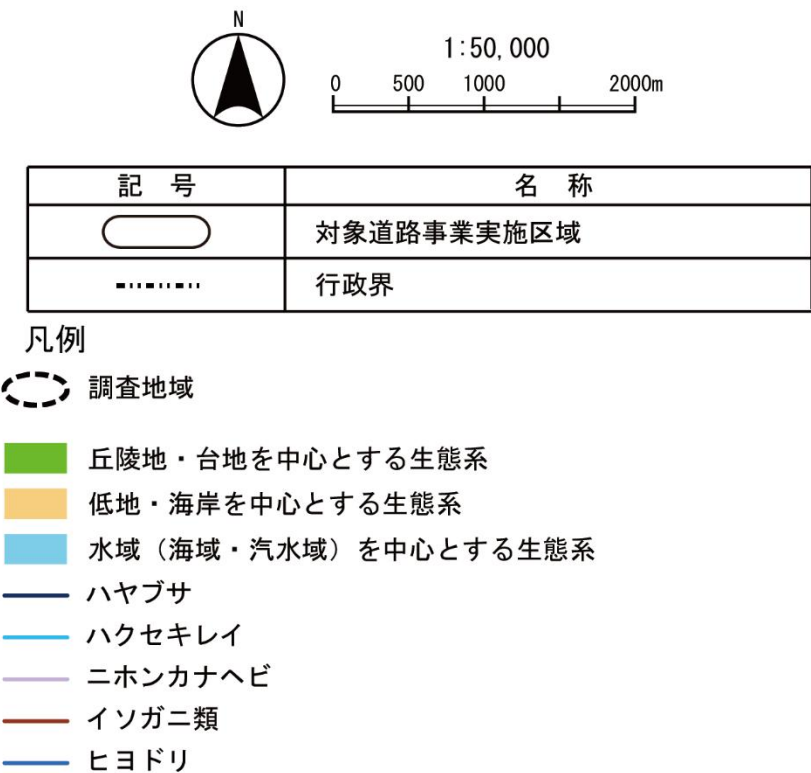 N
1:50,000
0 500 1000 2000m
記 号 名 称
対象道路事業実施区域
行政界
凡例
調査地域
丘陵地・台地を中心とする生態系
低地・海岸を中心とする生態系
水域（海域・汽水域）を中心とする生態系
ハヤブサ
ハクセキレイ
ニホンカナヘビ
イソガニ類
ヒヨドリ